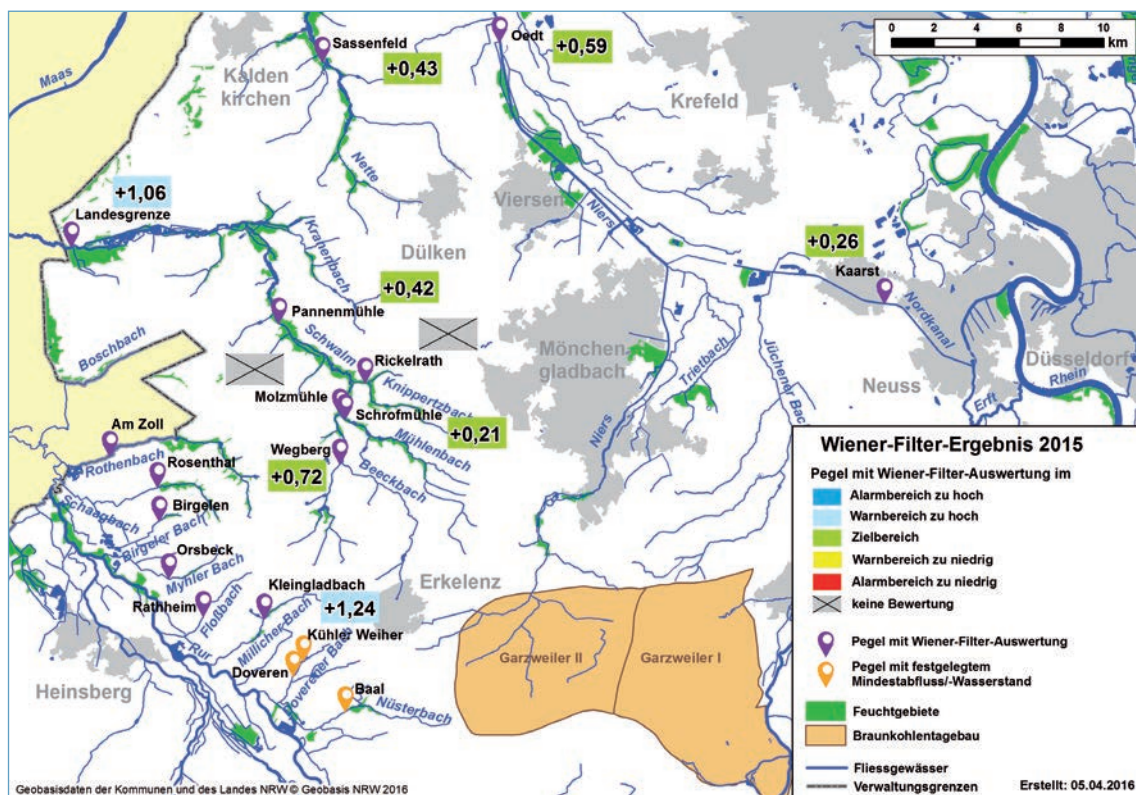 Maas
Sassenfeld
+0,43
Kalden
kirchen
Oedt
+0,59
Krefeld
0 2 4 6 8 10
km
Nette
+1,06
Landesgrenze
Viersen
Niers
Kranenbach
Dülken
+0,26
Kaarst
+0,42
Pannenmühle
Nordkanal
Boschbach
Schwalm
Rickelrath
Mönchen
gladbach
Trietbach
Jüchener Bach
Düsseldorf
Rhein
Neuss
Erft
Molzmühle
Knippertzbach
Schrofmühle
+0,21
Mühlenbach
Niers
Am Zoll
Rothenbach
Rosenthal
Wegberg
+0,72
Beeckbach
Schaagbach
Birgelen
Birgeler Bach
Orsbeck
Myhler Bach
Rathheim
Floßbach
Kleingladbach
+1,24
Erkelenz
Millicher Bach
Kühler Weiher
Rur
Doveren
Doverener Bach
Heinsberg
Baal
Nüsterbach
Garzweiler II
Garzweiler I
Wiener-Filter-Ergebnis 2015
Pegel mit Wiener-Filter-Auswertung im
Alarmbereich zu hoch
Warnbereich zu hoch
Zielbereich
Warnbereich zu niedrig
Alarmbereich zu niedrig
keine Bewertung
Pegel mit Wiener-Filter-Auswertung
Pegel mit festgelegtem
Mindestabfluss/-Wasserstand
Feuchtgebiete
Braunkohlentagebau
Fliessgewässer
Verwaltungsgrenzen
Erstellt: 05.04.2016
Geobasisdaten der Kommunen und des Landes NRW © Geobasis NRW 2016